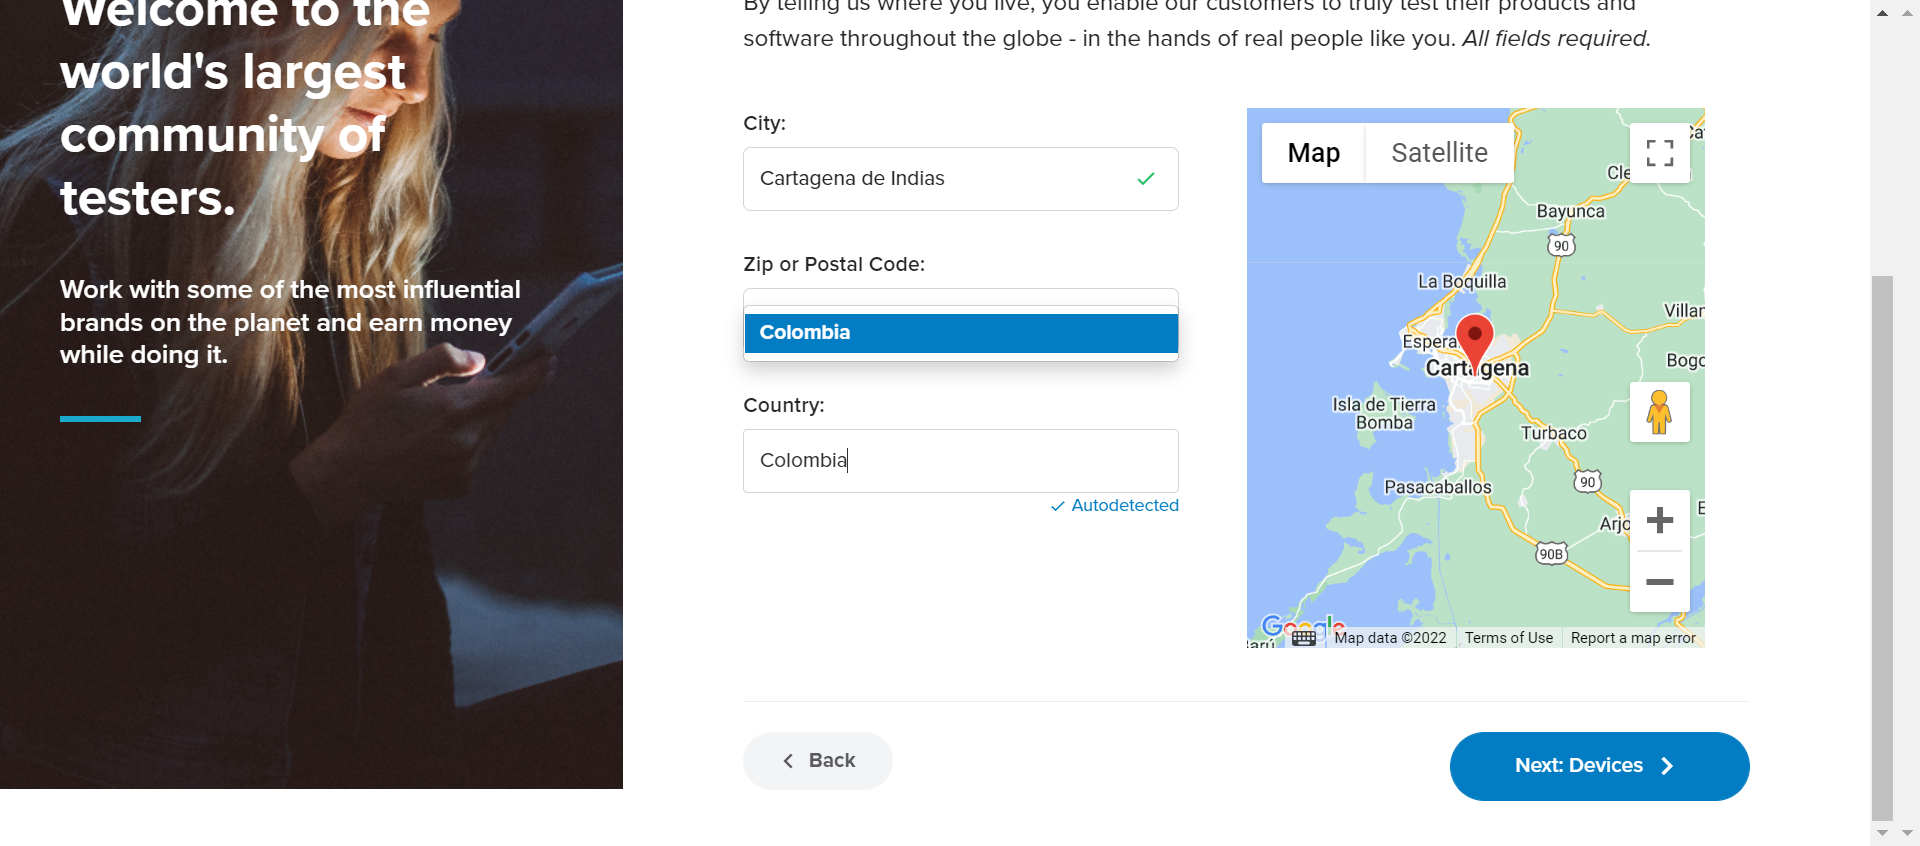 Welcome to the
world's largest
community of
testers.
Work with some of the most influential
brands on the planet and earn money
while doing it.
By telling us where you live, you enable our customers to truly test their products and
software throughout the globe - in the hands of real people like you. All fields required.
City:
Cartagena de Indias
Zip or Postal Code:
Colombia
Country:
Colombia
Autodetected
Map
Satellite
Cat
Cle
Bayunca
90
La Boquilla
Villan
Espera
Bogo
Cartagena
Isla de Tierra
Bomba
Turbaco
90
Pasacaballos
Arjo
90B
Google
Map data ©2022
Terms of Use
Report a map error
Back
Next: Devices